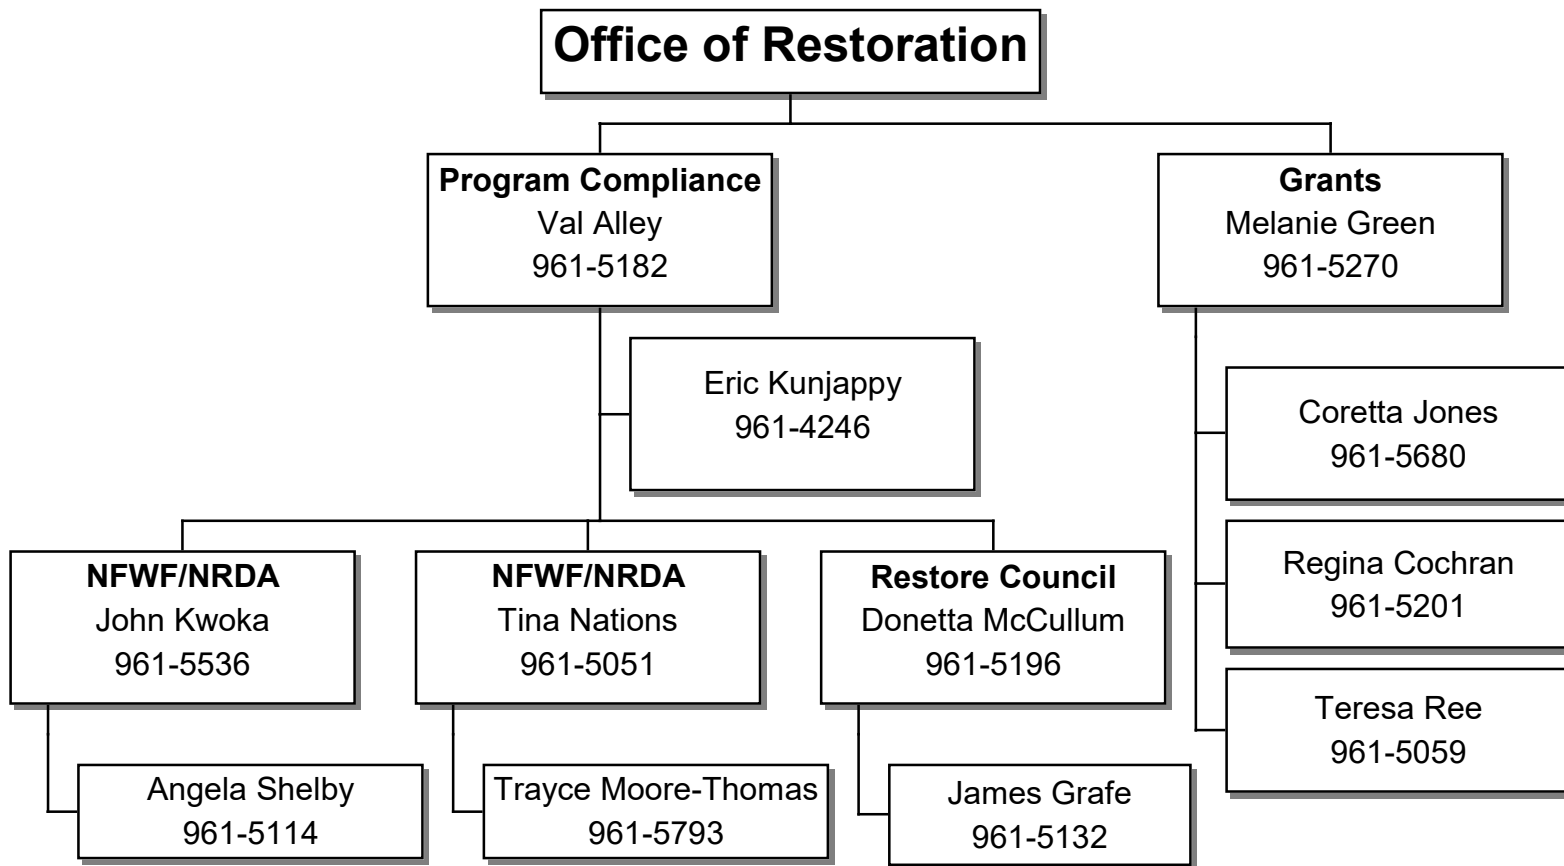 Office of Restoration
Program Compliance
Val Alley
961-5182
Grants
Melanie Green
961-5270
Eric Kunjappy
961-4246
Coretta Jones
961-5680
Regina Cochran
961-5201
Teresa Ree
961-5059
NFWF/NRDA
John Kwoka
961-5536
NFWF/NRDA
Tina Nations
961-5051
Restore Council
Donetta McCullum
961-5196
Angela Shelby
961-5114
Trayce Moore-Thomas
961-5793
James Grafe
961-5132